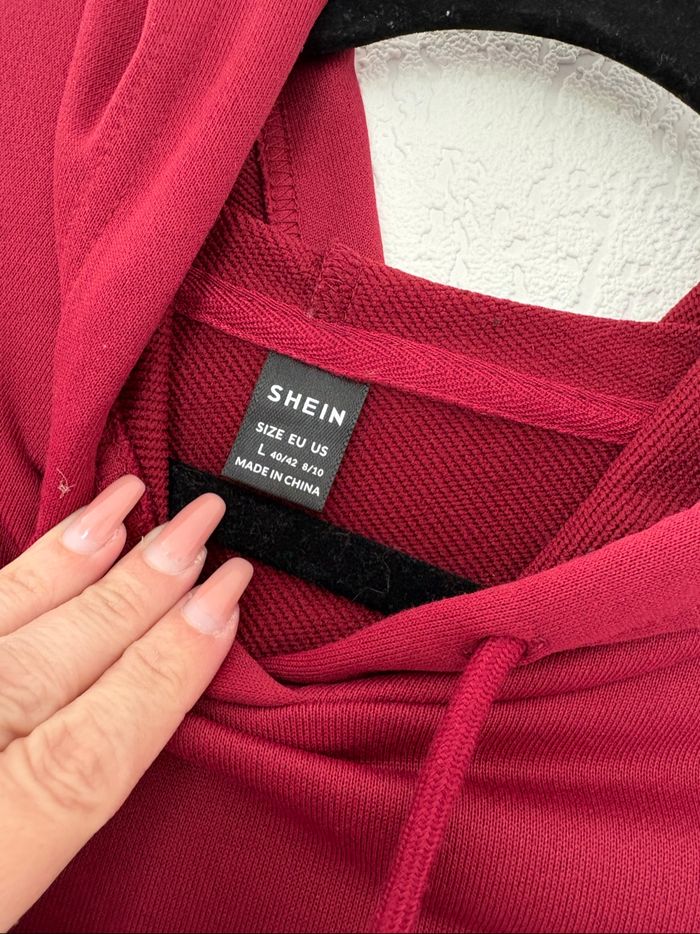 SHEIN
SIZE EU US
L 40/42 8/10
MADE IN CHINA